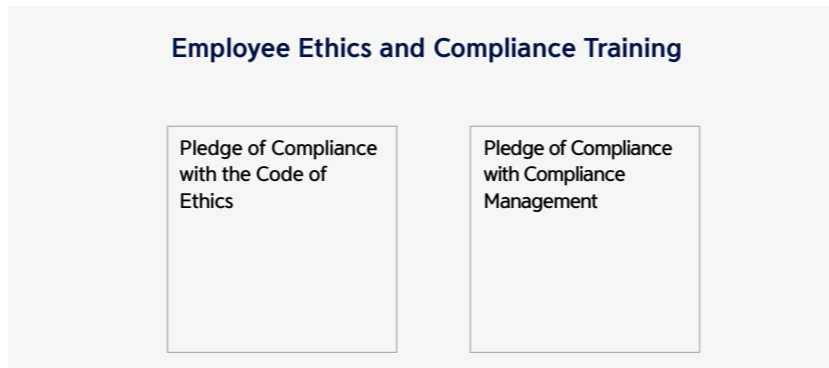 Employee Ethics and Compliance Training
Pledge of Compliance
with the Code of
Ethics
Pledge of Compliance
with Compliance
Management